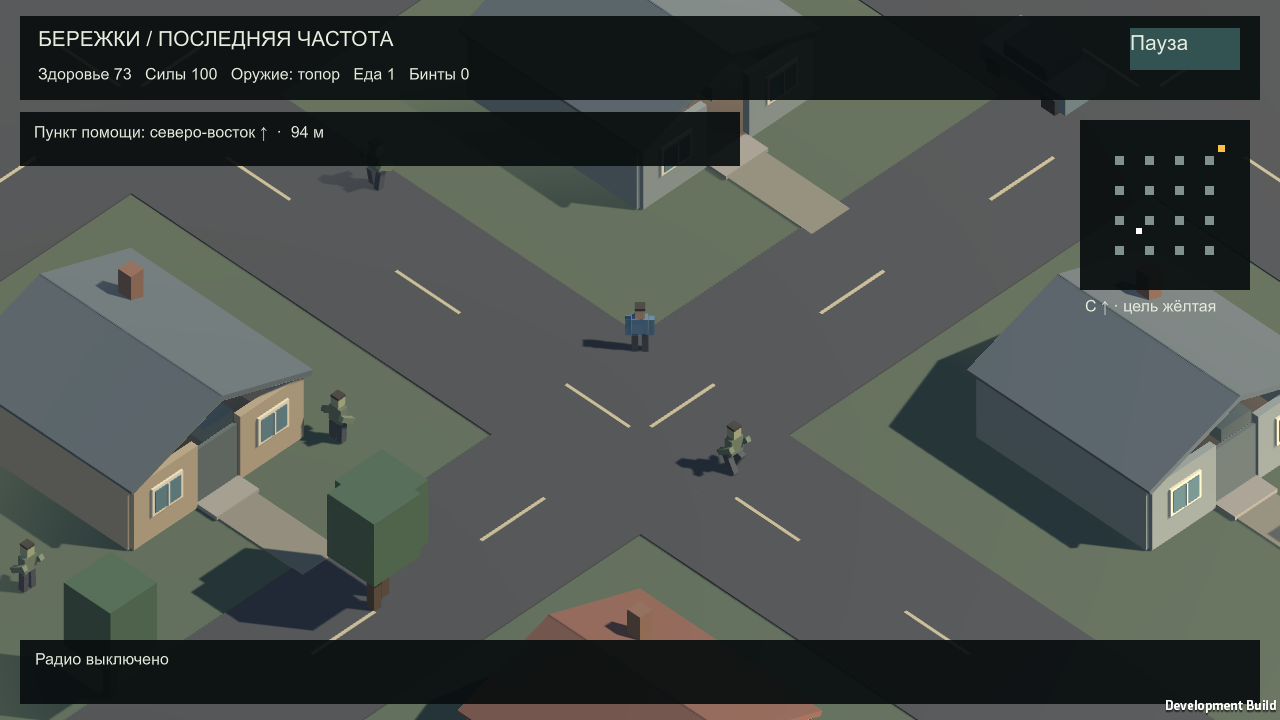 БЕРЕЖКИ / ПОСЛЕДНЯЯ ЧАСТОТА
Пауза
Здоровье 73 Силы 100 Оружие: топор Еда 1 Бинты 0
Пункт помощи: северо-восток ↑ · 94 м
С ↑ · цель жёлтая
Радио выключено
Development Build